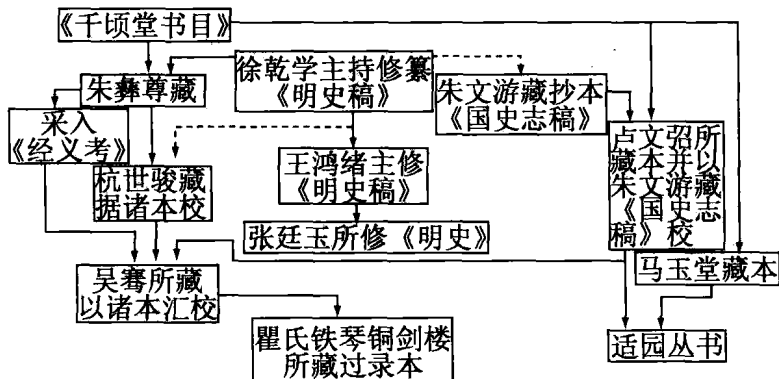 《千顷堂书目》
徐乾学主持修纂
《明史稿》
朱彝尊藏
朱文游藏抄本
《国史志稿》
采入
《经义考》
卢文弨所
藏本并以
朱文游藏
《国史志
稿》校
杭世骏藏
据诸本校
王鸿绪主修
《明史稿》
张廷玉所修《明史》
马玉堂藏本
吴骞所藏
以诸本汇校
瞿氏铁琴铜剑楼
所藏过录本
适园丛书